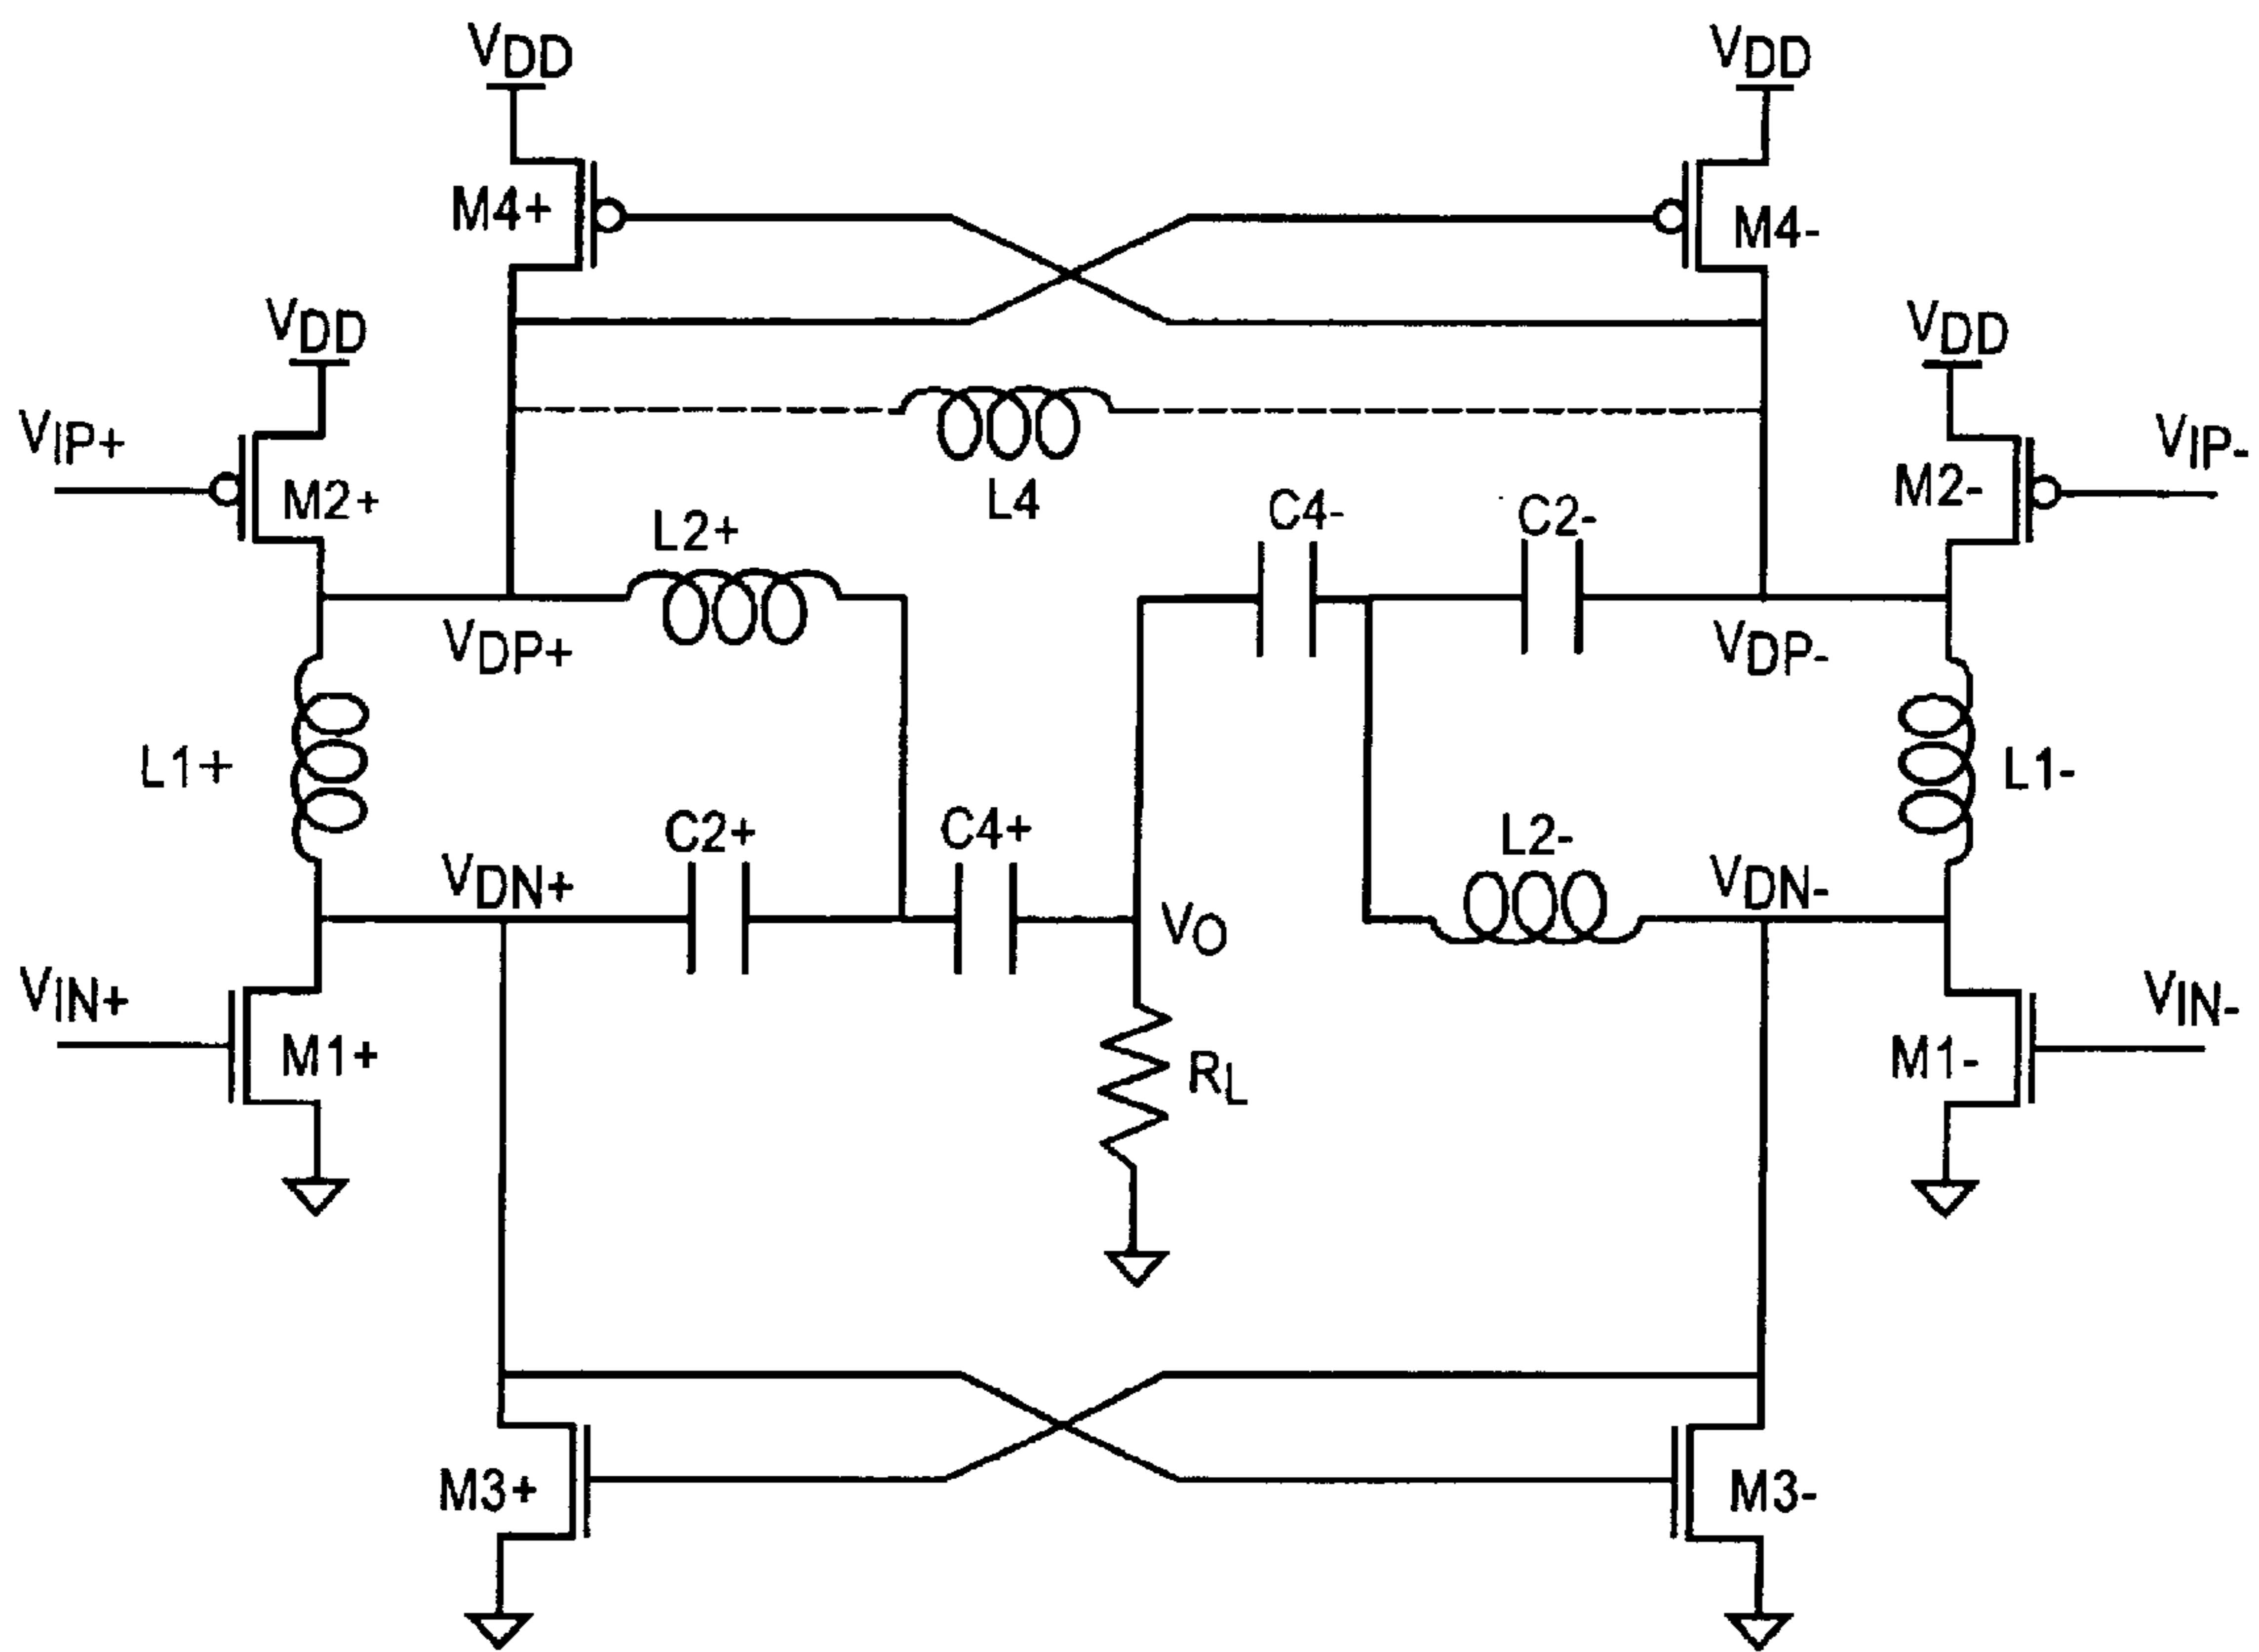 VDD
VDD
M4+
M4-
VDD
VDD
VIP+
VIP-
M2+
M2-
L4
C4-
C2-
L2+
VDP+
VDP-
L1+
L1-
C2+
C4+
L2-
VDN+
VDN-
VO
VIN+
VIN-
M1+
M1-
RL
M3+
M3-